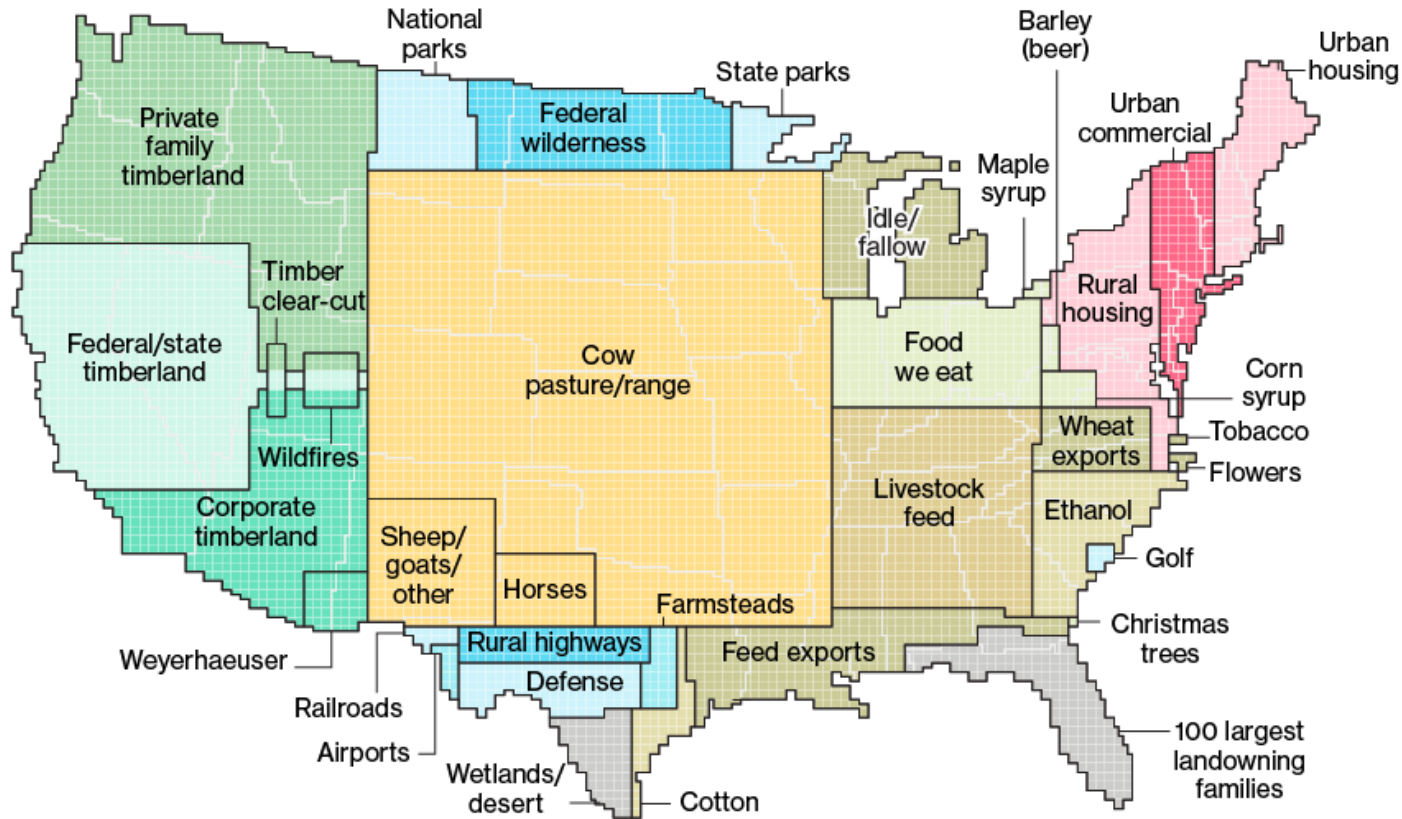 National
parks
State parks
Barley
(beer)
Urban
housing
Urban
commercial
Private
family
timberland
Federal
wilderness
Maple
syrup
Idle/
fallow
Timber
clear-cut
Federal/state
timberland
Cow
pasture/range
Food
we eat
Rural
housing
Corn
syrup
Wildfires
Wheat
exports
Tobacco
Flowers
Corporate
timberland
Livestock
feed
Ethanol
Sheep/
goats/
other
Horses
Golf
Farmsteads
Weyerhaeuser
Rural highways
Feed exports
Christmas
trees
Defense
Railroads
Airports
Wetlands/
desert
Cotton
100 largest
landowning
families